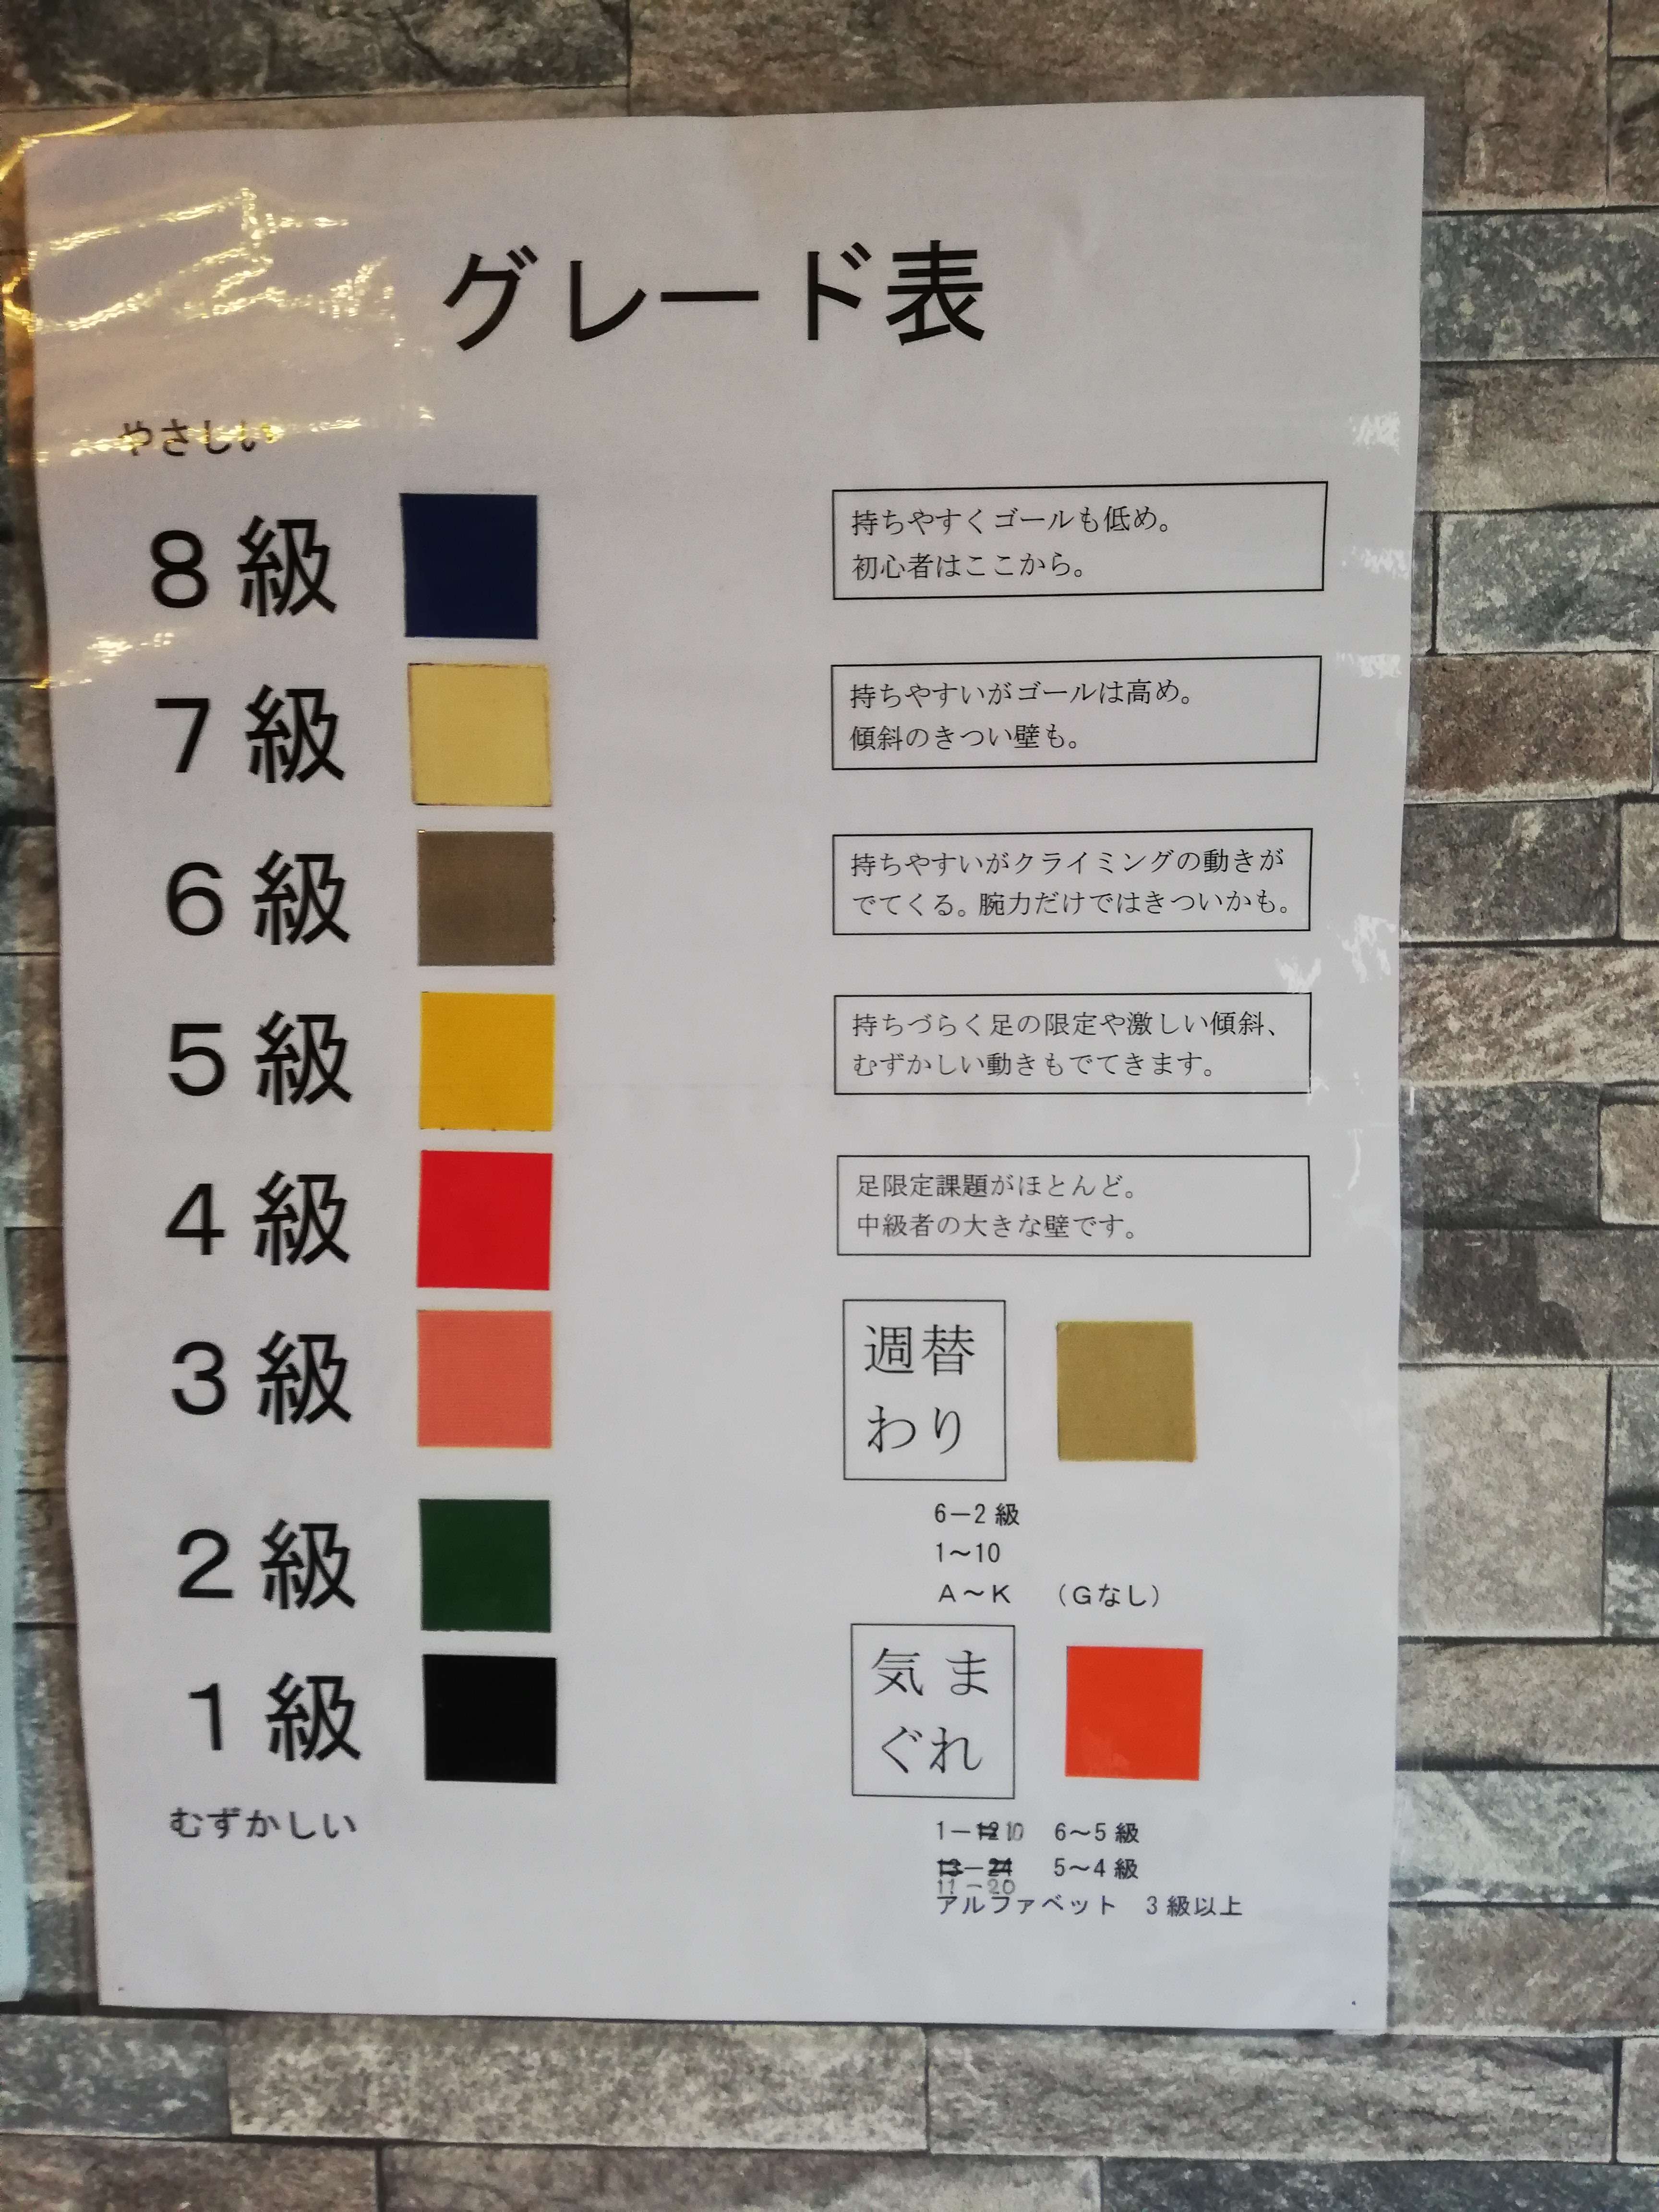 グレード表
やさしい
8級
持ちやすくゴールも低め。
初心者はここから。
7級
持ちやすいがゴールは高め。
傾斜のきつい壁も。
6級
持ちやすいがクライミングの動きが
でてくる。腕力だけではきついかも。
5級
持ちづらく足の限定や激しい傾斜、
むずかしい動きもでてきます。
4級
足限定課題がほとんど。
中級者の大きな壁です。
3級
2級
1級
むずかしい
週替
わり
6－2級
1～10
A～K （Gなし）
気ま
ぐれ
1－12 10 6～5級
13－24 5～4級
11－20
アルファベット 3級以上